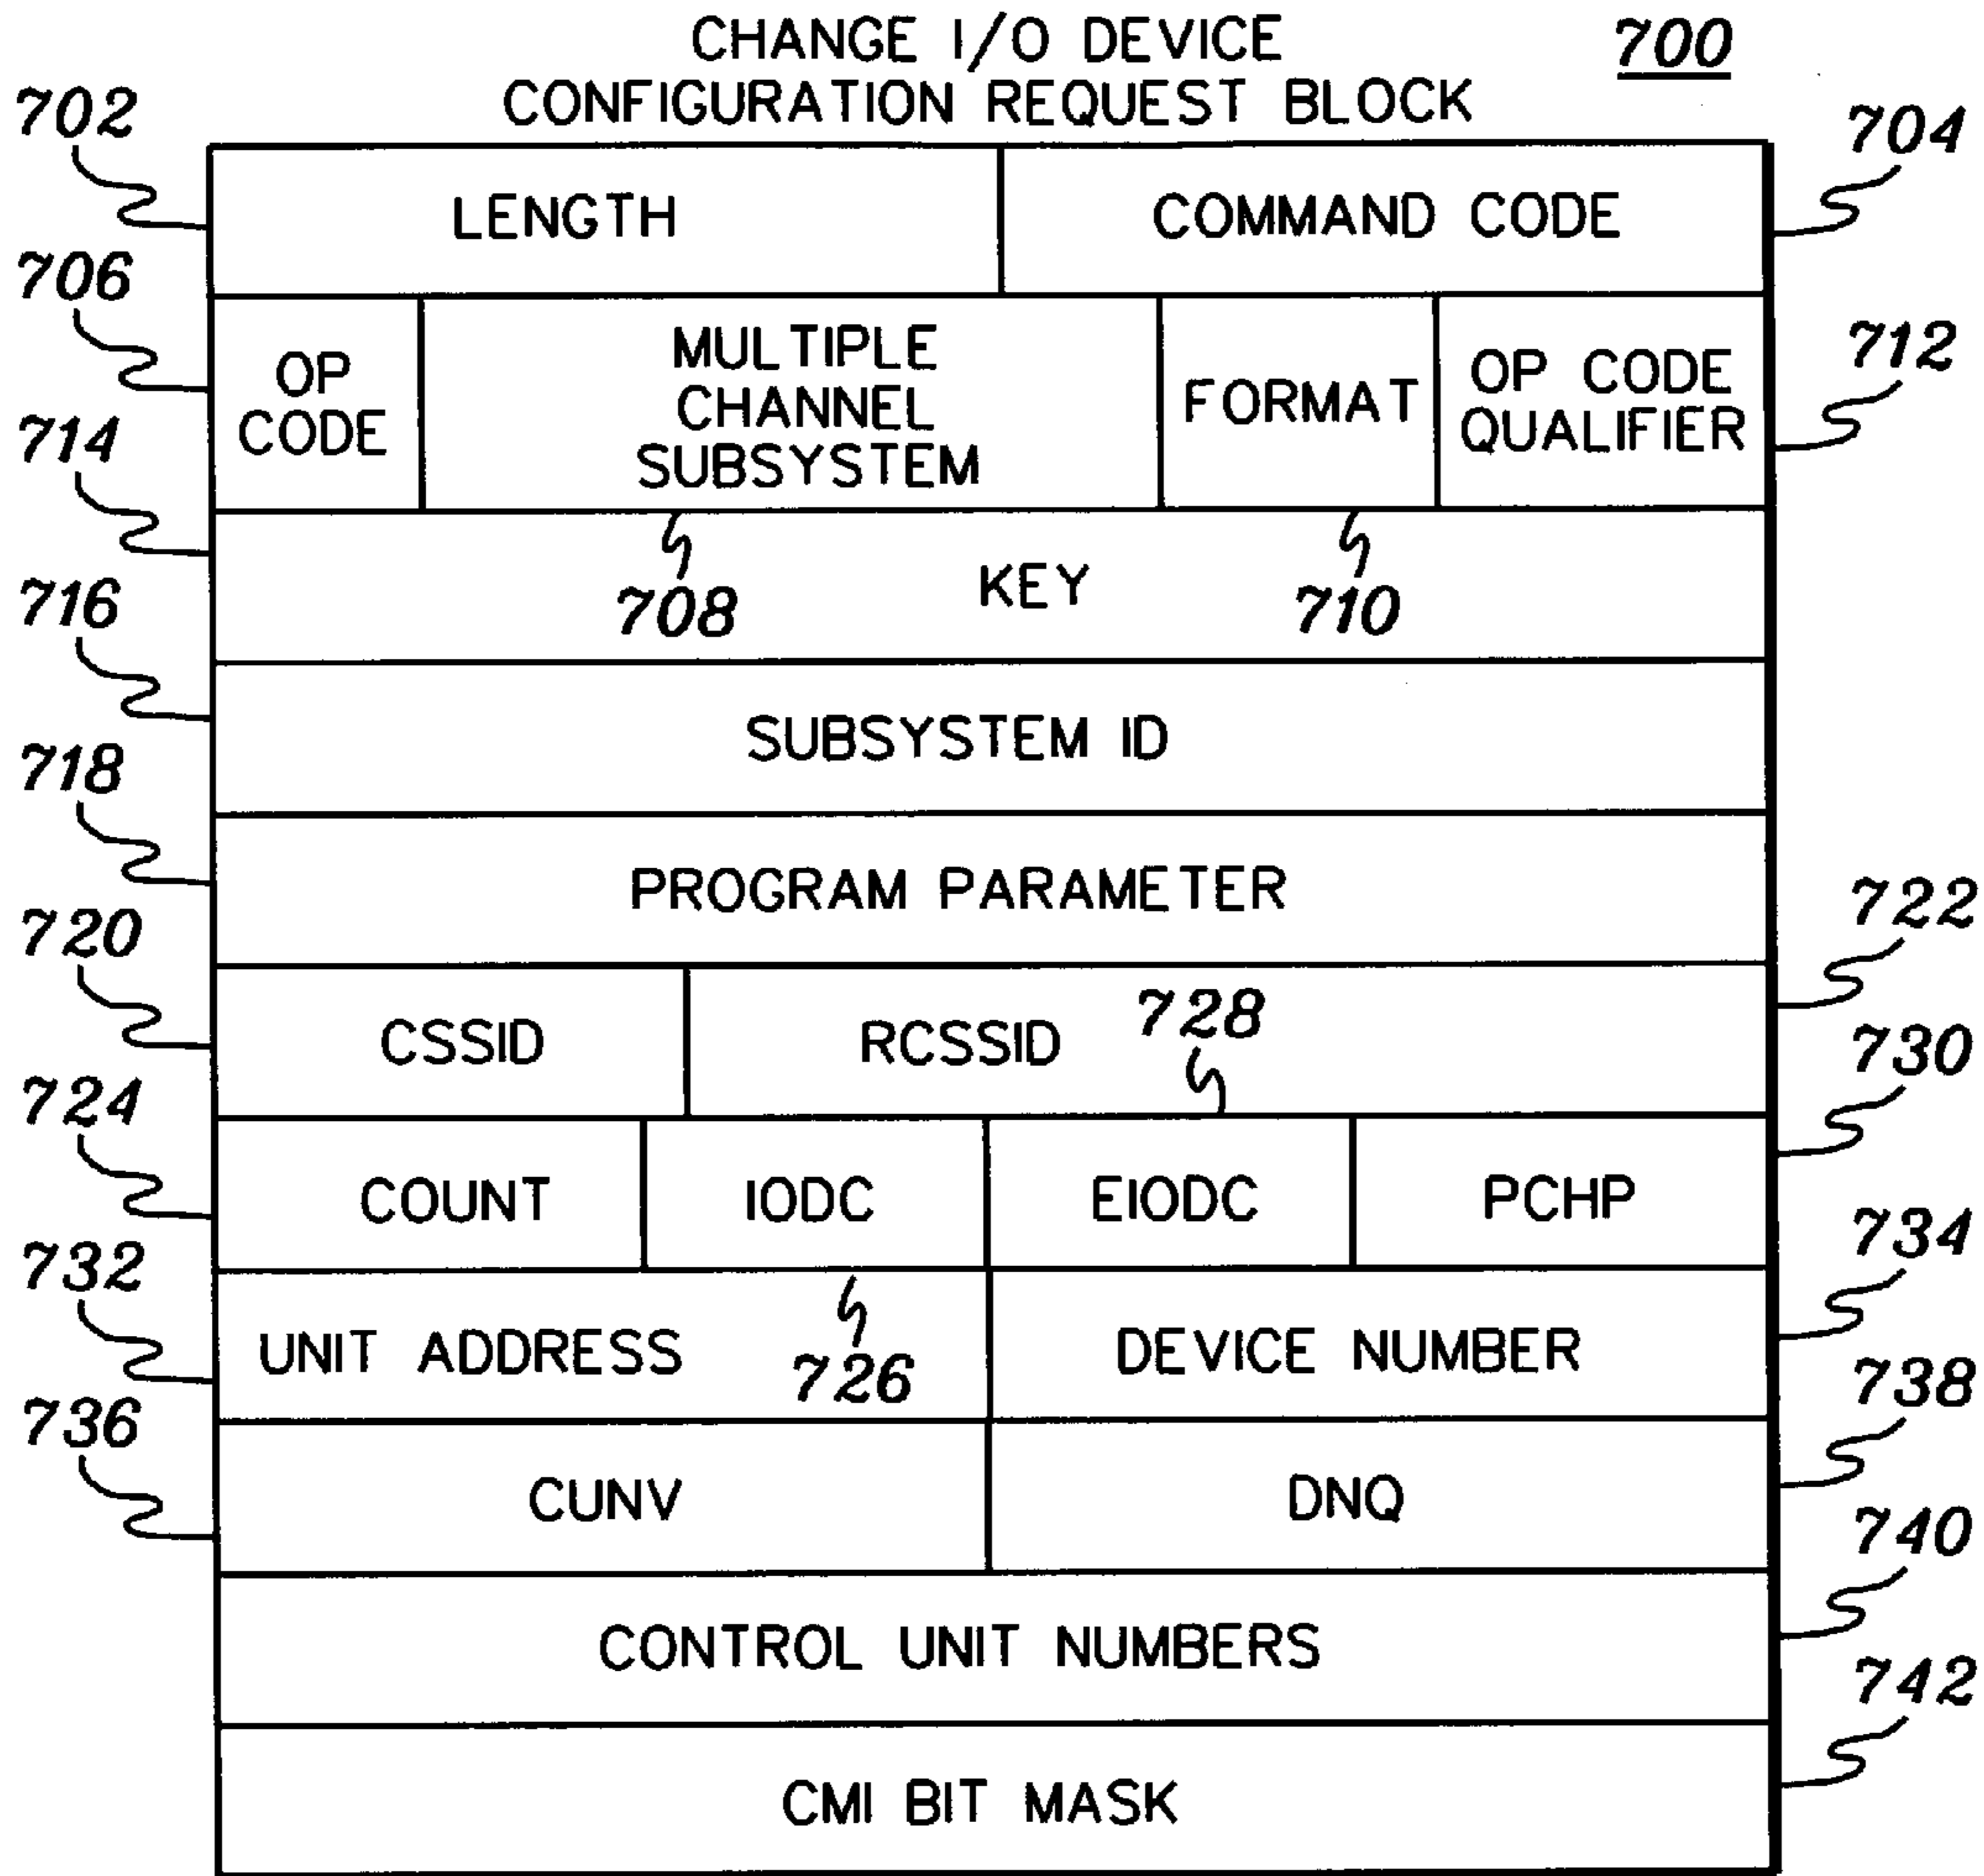 CHANGE I/O DEVICE
CONFIGURATION REQUEST BLOCK
700
702
LENGTH
COMMAND CODE
704
706
OP
CODE
MULTIPLE
CHANNEL
SUBSYSTEM
FORMAT
OP CODE
QUALIFIER
712
714
KEY
708
710
716
SUBSYSTEM ID
718
PROGRAM PARAMETER
720
CSSID
RCSSID
722
728
724
COUNT
IODC
EIODC
PCHP
730
732
UNIT ADDRESS
726
DEVICE NUMBER
734
736
CUNV
DNQ
738
CONTROL UNIT NUMBERS
740
CMI BIT MASK
742